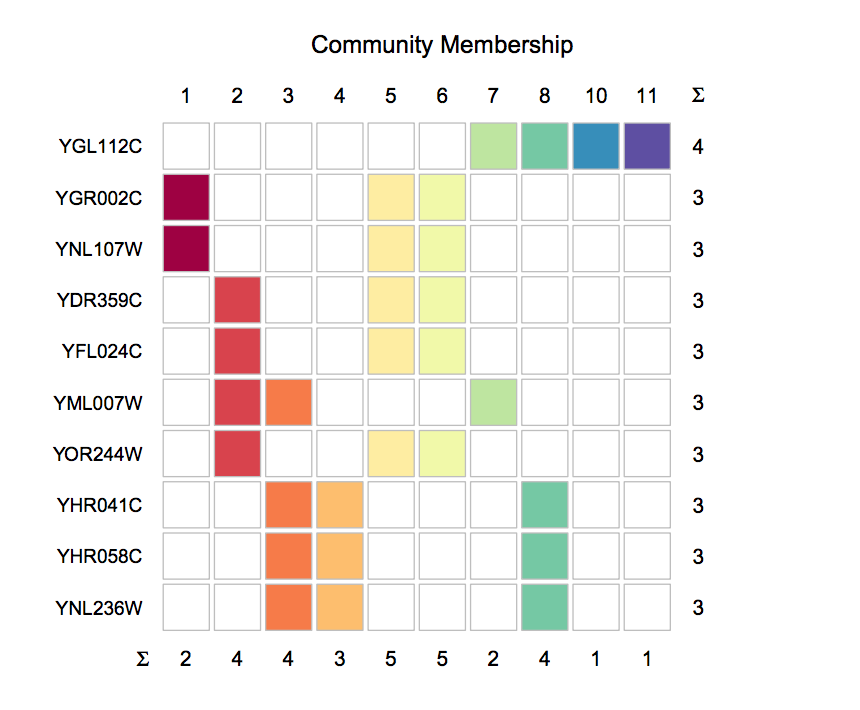 Community Membership
1 2 3 4 5 6 7 8 10 11 Σ
YGL112C 4
YGR002C 3
YNL107W 3
YDR359C 3
YFL024C 3
YML007W 3
YOR244W 3
YHR041C 3
YHR058C 3
YNL236W 3
Σ 2 4 4 3 5 5 2 4 1 1